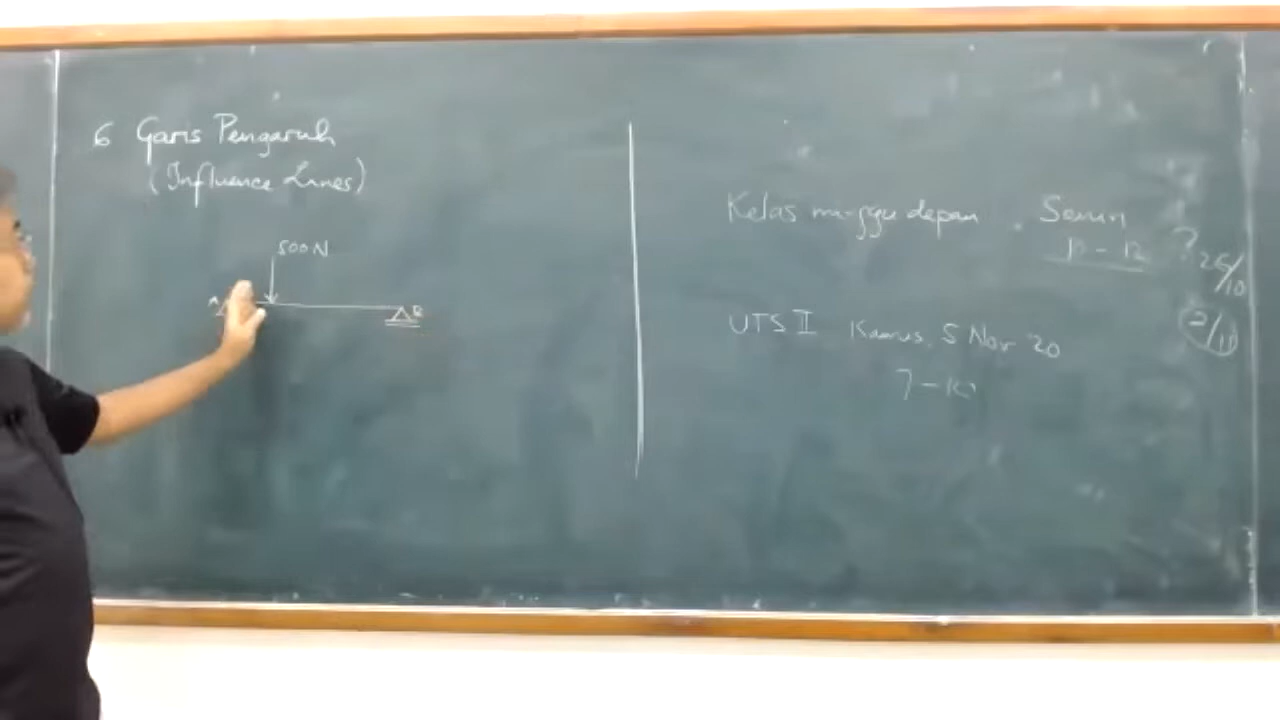 6 Garis Pengaruh
(Influence Lines)
500 N
A
B
Kelas minggu depan Senin
10 - 12 ?
26/10
2/11
UTS II Kamis, 5 Nov 20
7 - 10